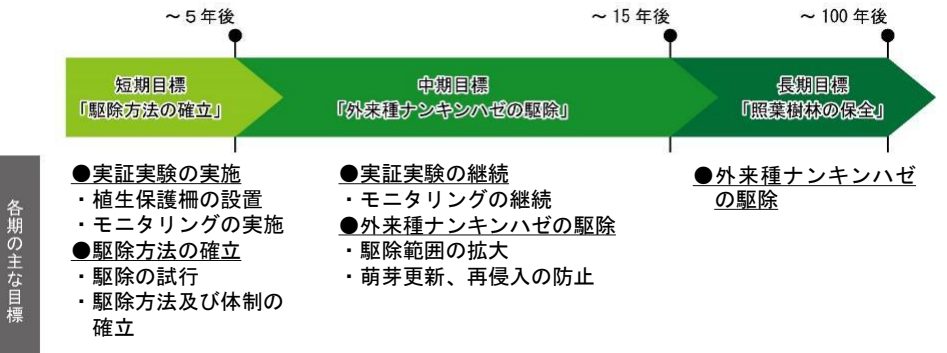 ～5年後
～15年後
～100年後
短期目標
「駆除方法の確立」
中期目標
「外来種ナンキンハゼの駆除」
長期目標
「照葉樹林の保全」
各期の主な目標
●実証実験の実施
・植生保護柵の設置
・モニタリングの実施
●駆除方法の確立
・駆除の試行
・駆除方法及び体制の
確立
●実証実験の継続
・モニタリングの継続
●外来種ナンキンハゼの駆除
・駆除範囲の拡大
・萌芽更新、再侵入の防止
●外来種ナンキンハゼ
の駆除